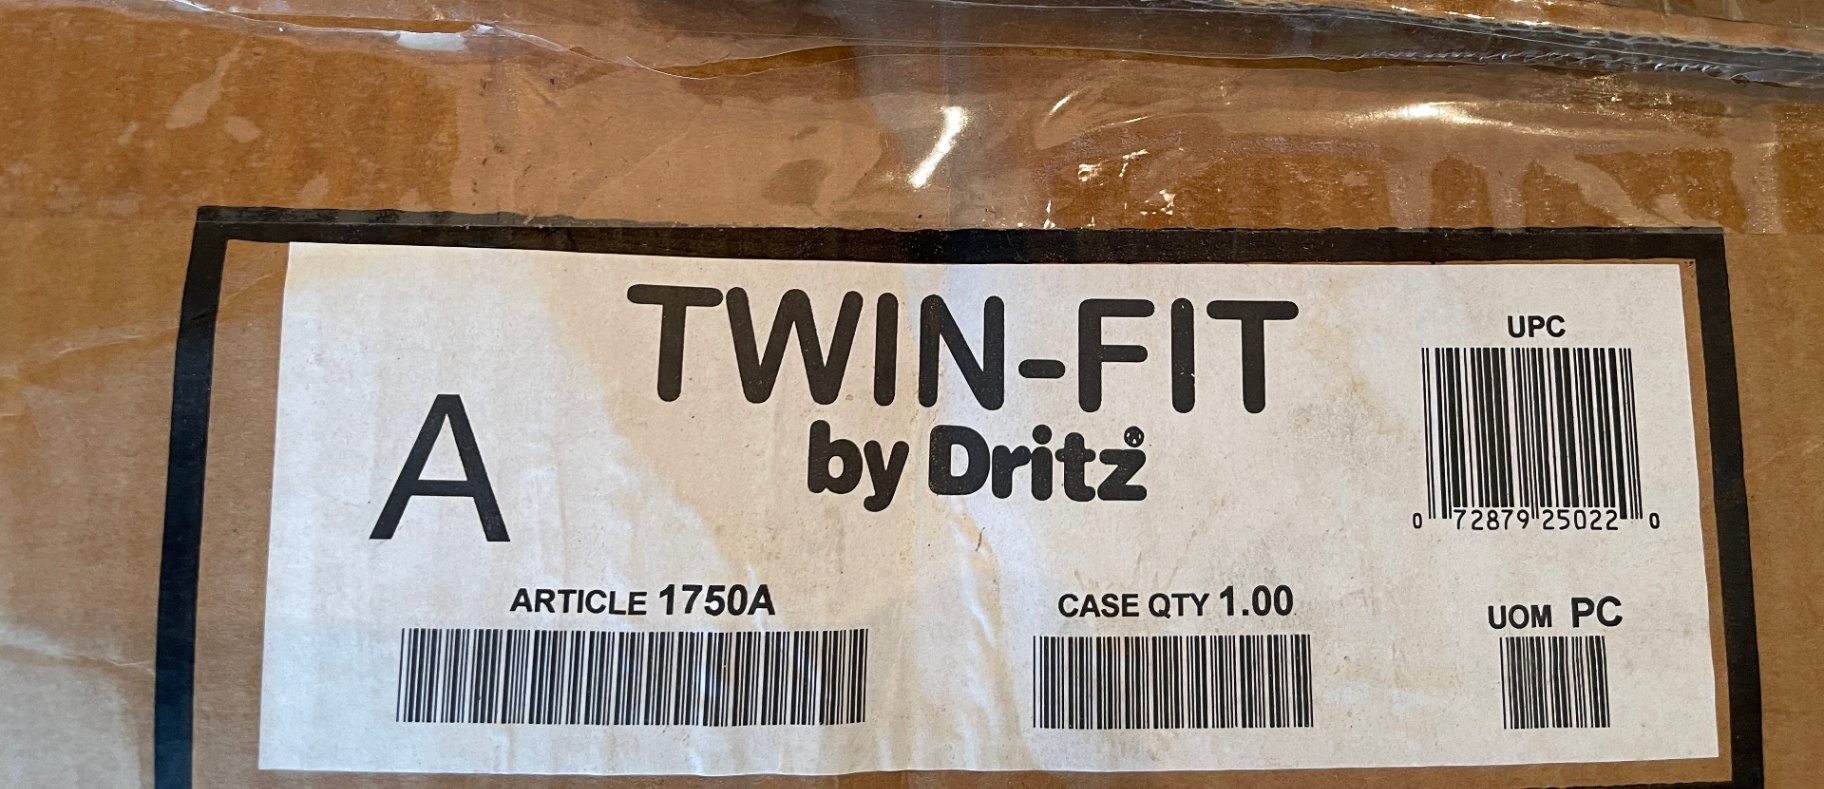 TWIN-FIT
by Dritz
A
UPC
0 72879 25022 0
ARTICLE 1750A
CASE QTY 1.00
UOM PC